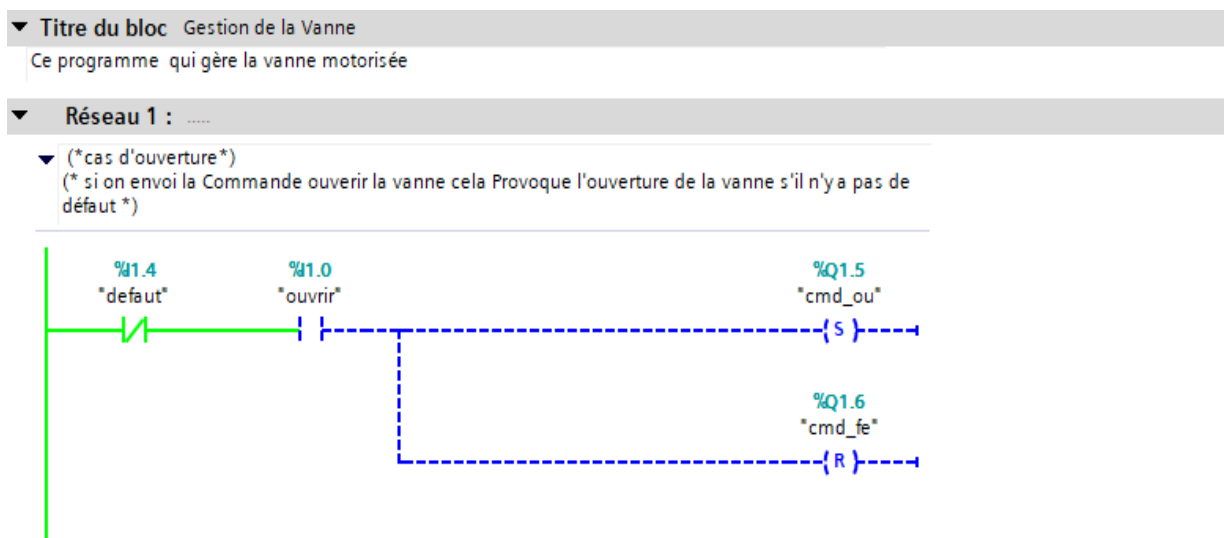 Titre du bloc Gestion de la Vanne
Ce programme qui gère la vanne motorisée
Réseau 1 : .....
(*cas d'ouverture*)
(* si on envoi la Commande ouverir la vanne cela Provoque l'ouverture de la vanne s'il n'y a pas de
défaut *)
%I1.4 %I1.0 %Q1.5
"defaut" "ouvrir" "cmd_ou"
S
%Q1.6
"cmd_fe"
R